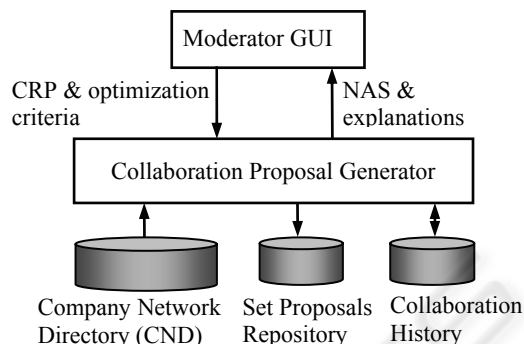 Moderator GUI
CRP & optimization
criteria
NAS &
explanations
Collaboration Proposal Generator
Company Network
Directory (CND)
Set Proposals
Repository
Collaboration
History